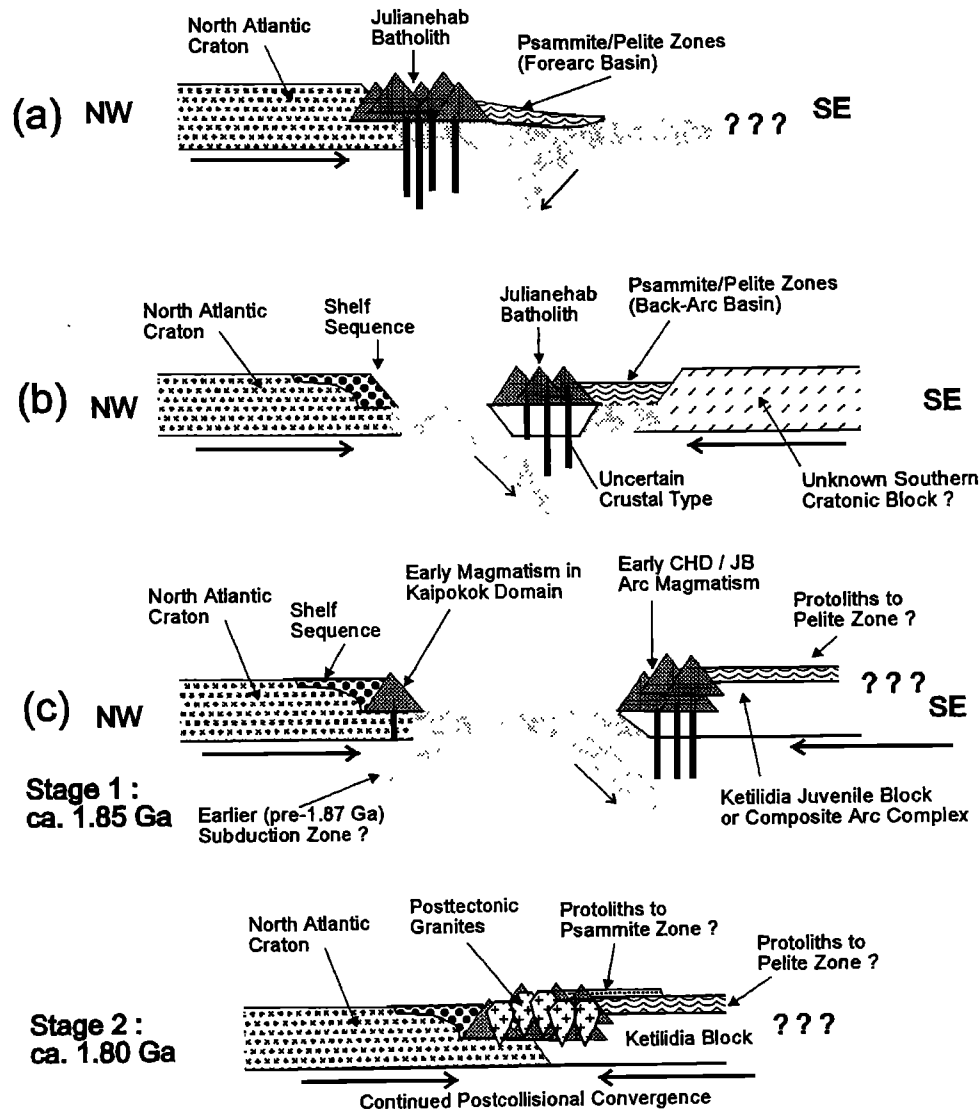 North Atlantic
Craton
Julianehab
Batholith
Psammite/Pelite Zones
(Forearc Basin)
(a) NW
? ? ?
SE
North Atlantic
Craton
Shelf
Sequence
Julianehab
Batholith
Psammite/Pelite Zones
(Back-Arc Basin)
(b) NW
SE
Uncertain
Crustal Type
Unknown Southern
Cratonic Block ?
North Atlantic
Craton
Shelf
Sequence
Early Magmatism in
Kaipokok Domain
Early CHD / JB
Arc Magmatism
Protoliths to
Pelite Zone ?
(c) NW
? ? ?
SE
Stage 1 :
ca. 1.85 Ga
Earlier (pre-1.87 Ga)
Subduction Zone ?
Ketilidia Juvenile Block
or Composite Arc Complex
North Atlantic
Craton
Posttectonic
Granites
Protoliths to
Psammite Zone ?
Protoliths to
Pelite Zone ?
Stage 2 :
ca. 1.80 Ga
Ketilidia Block
? ? ?
Continued Postcollisional Convergence